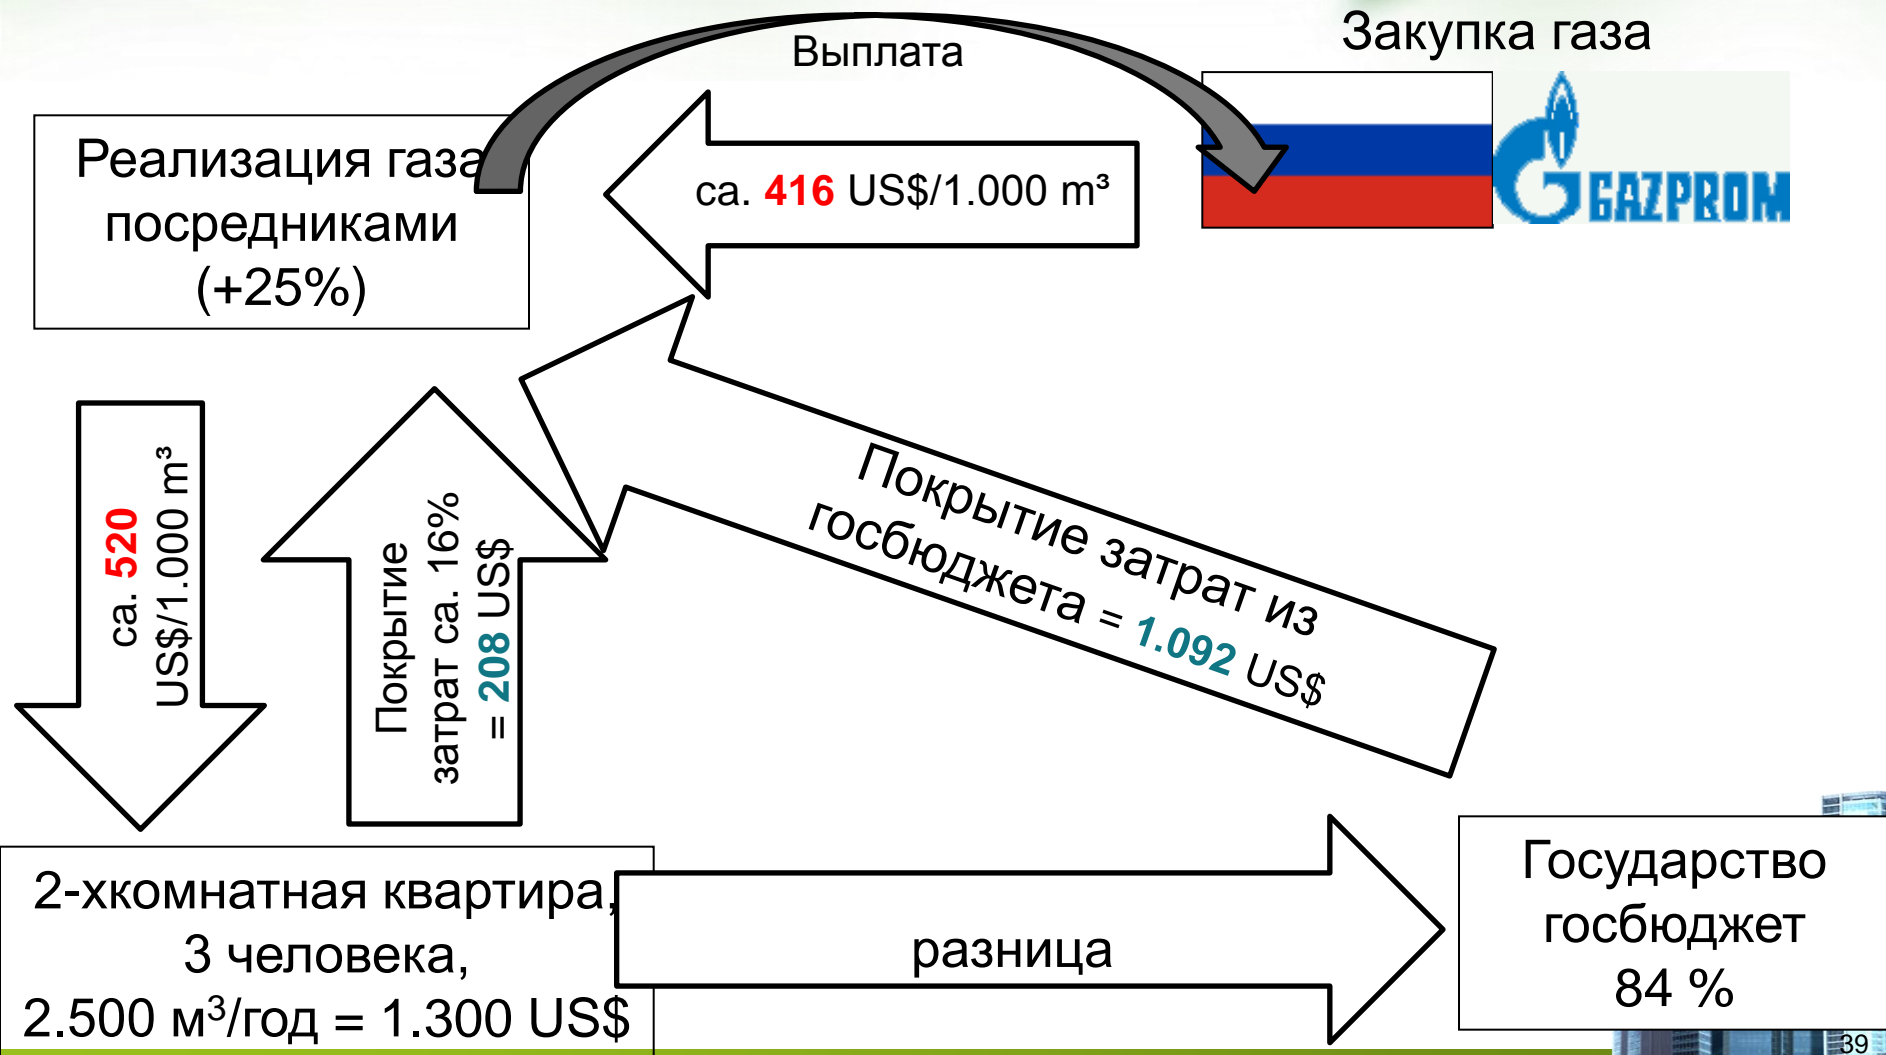 Закупка газа
Выплата
GAZPROM
Реализация газа
посредниками
(+25%)
ca. 416 US$/1.000 m³
ca. 520
US$/1.000 m³
Покрытие
затрат ca. 16%
= 208 US$
Покрытие затрат из
госбюджета = 1.092 US$
2-хкомнатная квартира,
3 человека,
2.500 м³/год = 1.300 US$
разница
Государство
госбюджет
84 %
39